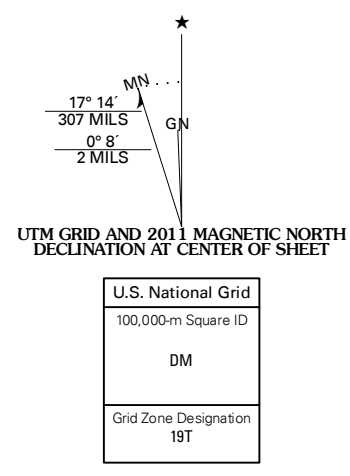 ★
MN
17° 14´
307 MILS
GN
0° 8´
2 MILS
UTM GRID AND 2011 MAGNETIC NORTH
DECLINATION AT CENTER OF SHEET
U.S. National Grid
100,000-m Square ID
DM
Grid Zone Designation
19T